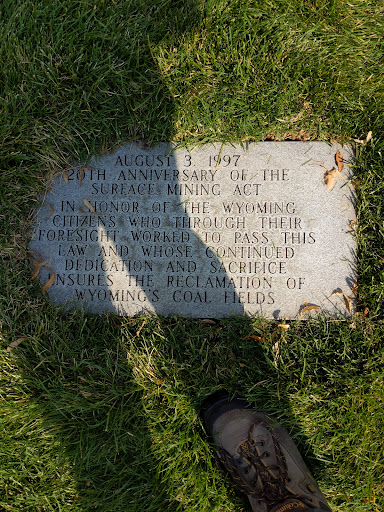 AUGUST 3, 1997
20TH ANNIVERSARY OF THE
SURFACE MINING ACT
IN HONOR OF THE WYOMING
CITIZENS WHO THROUGH THEIR
FORESIGHT WORKED TO PASS THIS
LAW AND WHOSE CONTINUED
DEDICATION AND SACRIFICE
INSURES THE RECLAMATION OF
WYOMING'S COAL FIELDS